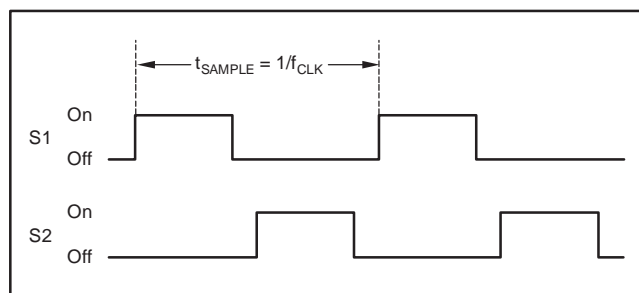 tSAMPLE = 1/fCLK
On
S1
Off
On
S2
Off